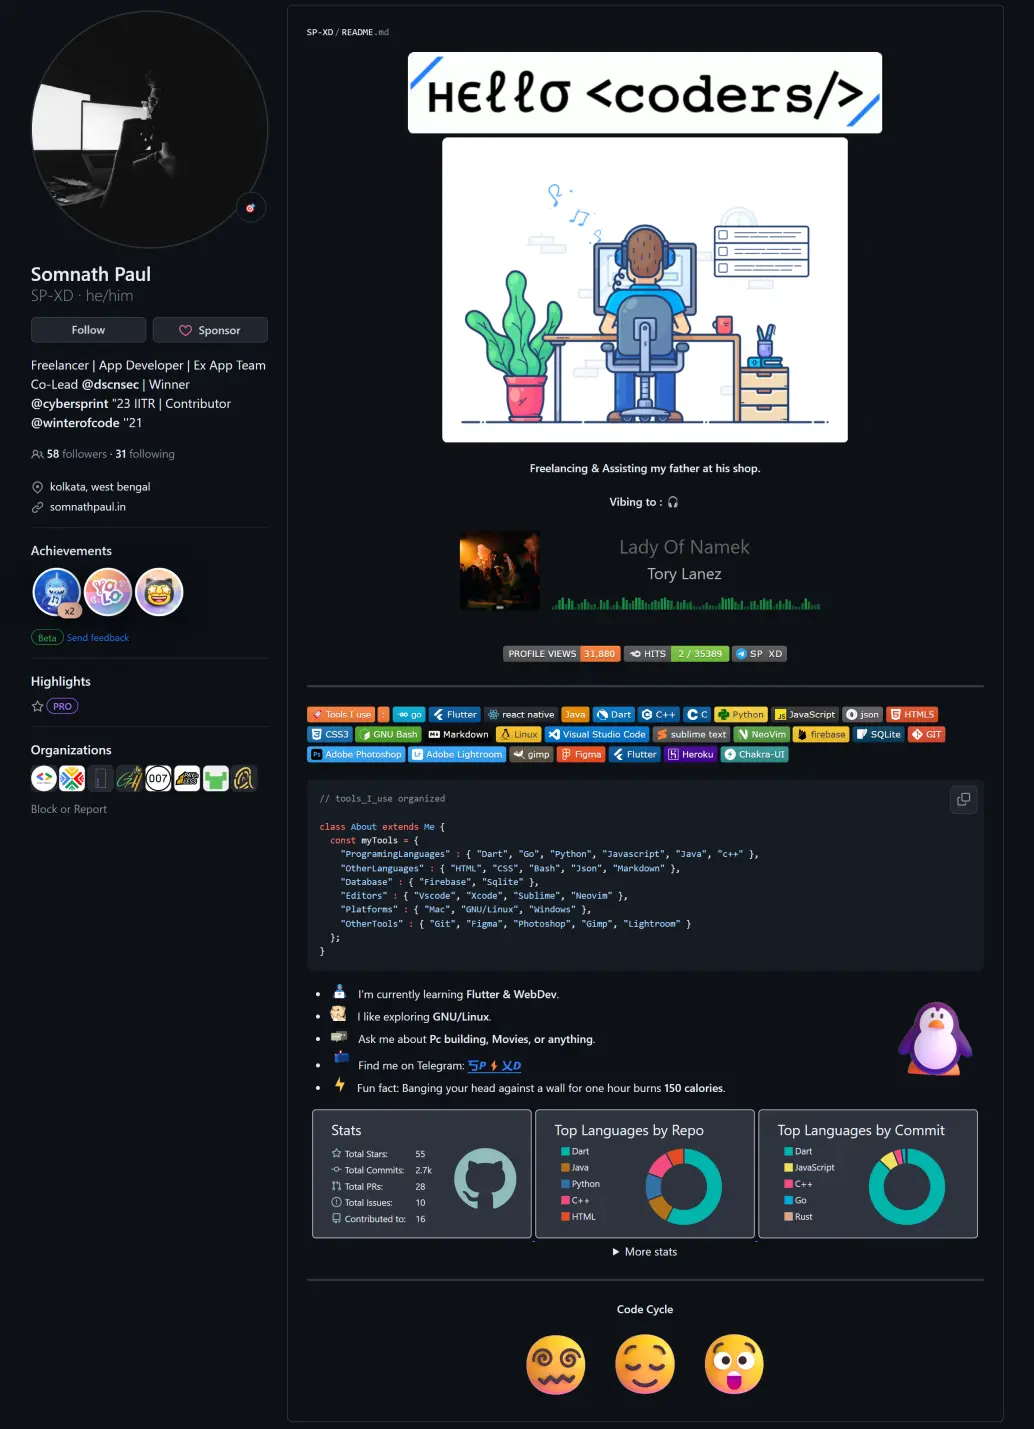 Somnath Paul
SP-XD · he/him
Follow
Sponsor
Freelancer | App Developer | Ex App Team
Co-Lead @dscnsec | Winner
@cybersprint "23 IITR | Contributor
@winterofcode ''21
58 followers · 31 following
kolkata, west bengal
somnathpaul.in
Achievements
YOLO
x2
Beta Send feedback
Highlights
PRO
Organizations
007
Block or Report
SP-XD / README.md
нєℓℓσ <coders/>
Freelancing & Assisting my father at his shop.
Vibing to : 🎧
Lady Of Namek
Tory Lanez
PROFILE VIEWS 31,880 HITS 2 / 35389 SP XD
Tools I use : go Flutter react native Java Dart C++ C Python JavaScript json HTML5
CSS3 GNU Bash Markdown Linux Visual Studio Code sublime text NeoVim firebase SQLite GIT
Adobe Photoshop Adobe Lightroom gimp Figma Flutter Heroku Chakra-UI
// tools_I_use organized
class About extends Me {
const myTools = {
"ProgramingLanguages" : { "Dart", "Go", "Python", "Javascript", "Java", "c++" },
"OtherLanguages" : { "HTML", "CSS", "Bash", "Json", "Markdown" },
"Database" : { "Firebase", "Sqlite" },
"Editors" : { "Vscode", "Xcode", "Sublime", "Neovim" },
"Platforms" : { "Mac", "GNU/Linux", "Windows" },
"OtherTools" : { "Git", "Figma", "Photoshop", "Gimp", "Lightroom" }
};
}
I'm currently learning Flutter & WebDev.
I like exploring GNU/Linux.
Ask me about Pc building, Movies, or anything.
Find me on Telegram: SP⚡XD
Fun fact: Banging your head against a wall for one hour burns 150 calories.
Stats
Total Stars: 55
Total Commits: 2.7k
Total PRs: 28
Total Issues: 10
Contributed to: 16
Top Languages by Repo
Dart
Java
Python
C++
HTML
Top Languages by Commit
Dart
JavaScript
C++
Go
Rust
More stats
Code Cycle